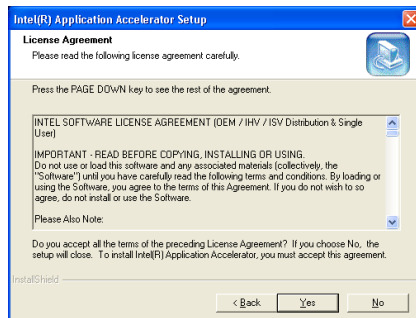 Intel(R) Application Accelerator Setup
License Agreement
Please read the following license agreement carefully.
Press the PAGE DOWN key to see the rest of the agreement.
INTEL SOFTWARE LICENSE AGREEMENT (OEM / IHV / ISV Distribution & Single
User)
IMPORTANT - READ BEFORE COPYING, INSTALLING OR USING.
Do not use or load this software and any associated materials (collectively, the
"Software") until you have carefully read the following terms and conditions. By loading or
using the Software, you agree to the terms of this Agreement. If you do not wish to so
agree, do not install or use the Software.
Please Also Note:
Do you accept all the terms of the preceding License Agreement? If you choose No, the
setup will close. To install Intel(R) Application Accelerator, you must accept this agreement.
InstallShield
< Back
Yes
No